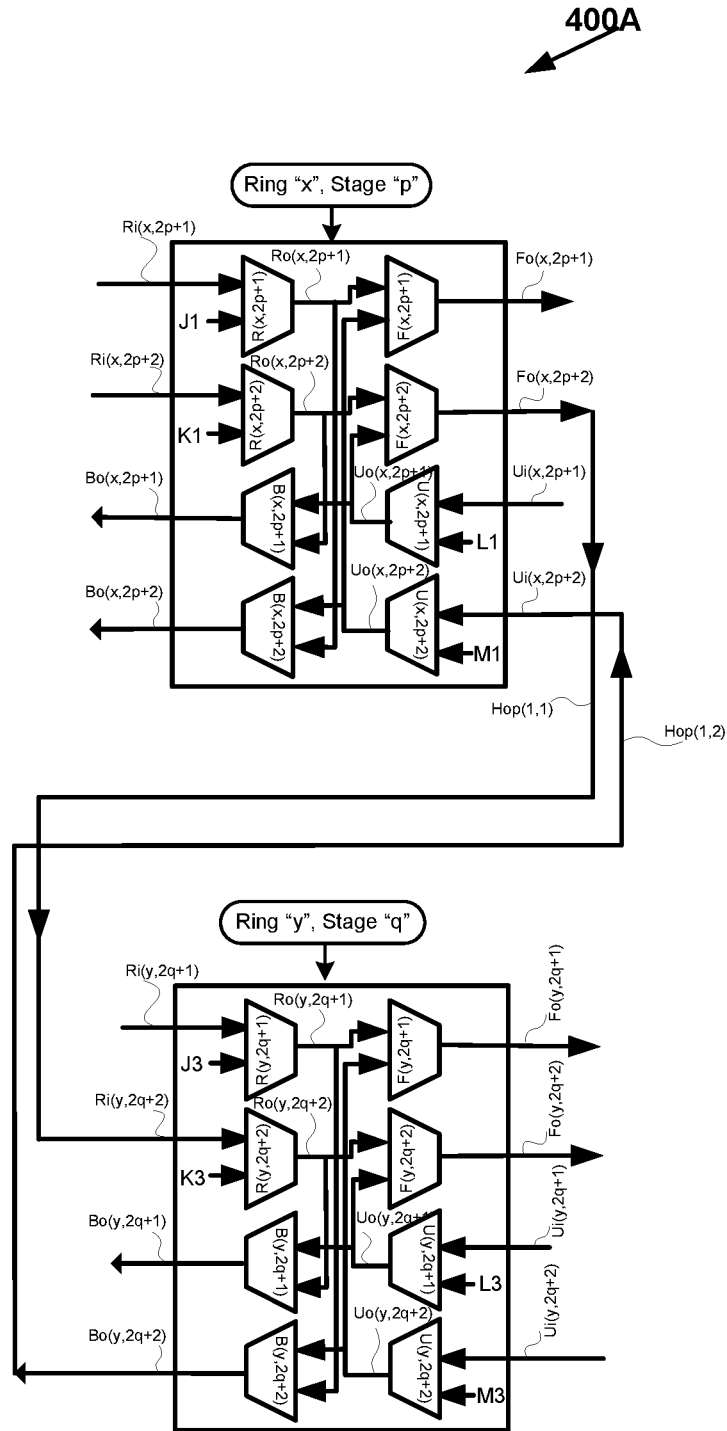 400A
Ring “x”, Stage “p”
Ri(x,2p+1)
Ro(x,2p+1)
Fo(x,2p+1)
R(x,2p+1)
F(x,2p+1)
J1
Ri(x,2p+2)
Ro(x,2p+2)
Fo(x,2p+2)
R(x,2p+2)
F(x,2p+2)
K1
Bo(x,2p+1)
Uo(x,2p+1)
Ui(x,2p+1)
B(x,2p+1)
U(x,2p+1)
L1
Bo(x,2p+2)
Uo(x,2p+2)
Ui(x,2p+2)
B(x,2p+2)
U(x,2p+2)
M1
Hop(1,1)
Hop(1,2)
Ring “y”, Stage “q”
Ri(y,2q+1)
Ro(y,2q+1)
Fo(y,2q+1)
R(y,2q+1)
F(y,2q+1)
J3
Ri(y,2q+2)
Ro(y,2q+2)
Fo(y,2q+2)
R(y,2q+2)
F(y,2q+2)
K3
Bo(y,2q+1)
Uo(y,2q+1)
Ui(y,2q+1)
B(y,2q+1)
U(y,2q+1)
L3
Bo(y,2q+2)
Uo(y,2q+2)
Ui(y,2q+2)
B(y,2q+2)
U(y,2q+2)
M3